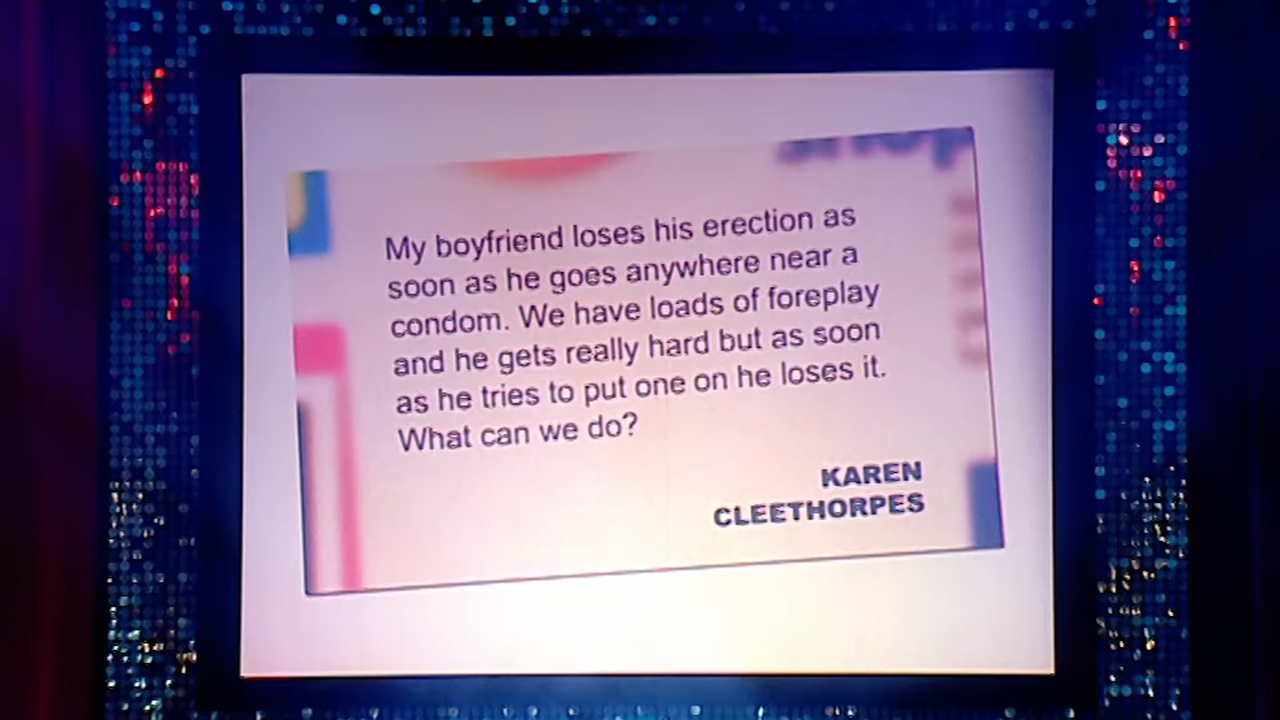 My boyfriend loses his erection as
soon as he goes anywhere near a
condom. We have loads of foreplay
and he gets really hard but as soon
as he tries to put one on he loses it.
What can we do?
KAREN
CLEETHORPES